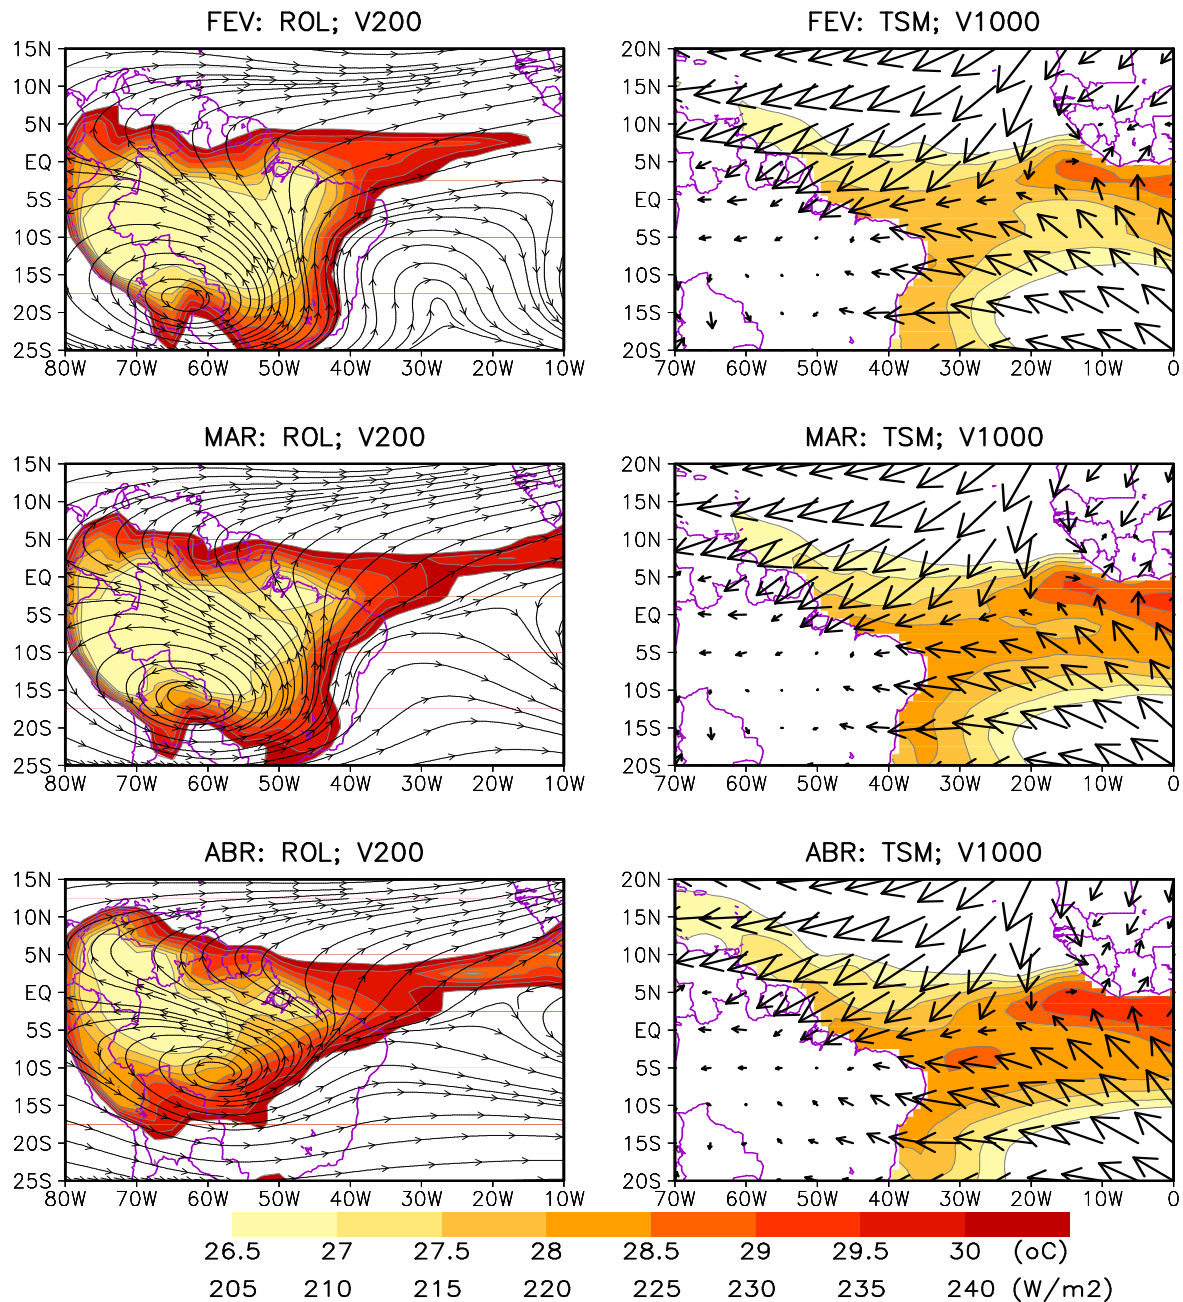 FEV: ROL; V200
FEV: TSM; V1000
15N
10N
5N
EQ
5S
10S
15S
20S
25S
80W 70W 60W 50W 40W 30W 20W 10W
20N
15N
10N
5N
EQ
5S
10S
15S
20S
70W 60W 50W 40W 30W 20W 10W 0
MAR: ROL; V200
MAR: TSM; V1000
15N
10N
5N
EQ
5S
10S
15S
20S
25S
80W 70W 60W 50W 40W 30W 20W 10W
20N
15N
10N
5N
EQ
5S
10S
15S
20S
70W 60W 50W 40W 30W 20W 10W 0
ABR: ROL; V200
ABR: TSM; V1000
15N
10N
5N
EQ
5S
10S
15S
20S
25S
80W 70W 60W 50W 40W 30W 20W 10W
20N
15N
10N
5N
EQ
5S
10S
15S
20S
70W 60W 50W 40W 30W 20W 10W 0
26.5 27 27.5 28 28.5 29 29.5 30 (oC)
205 210 215 220 225 230 235 240 (W/m2)